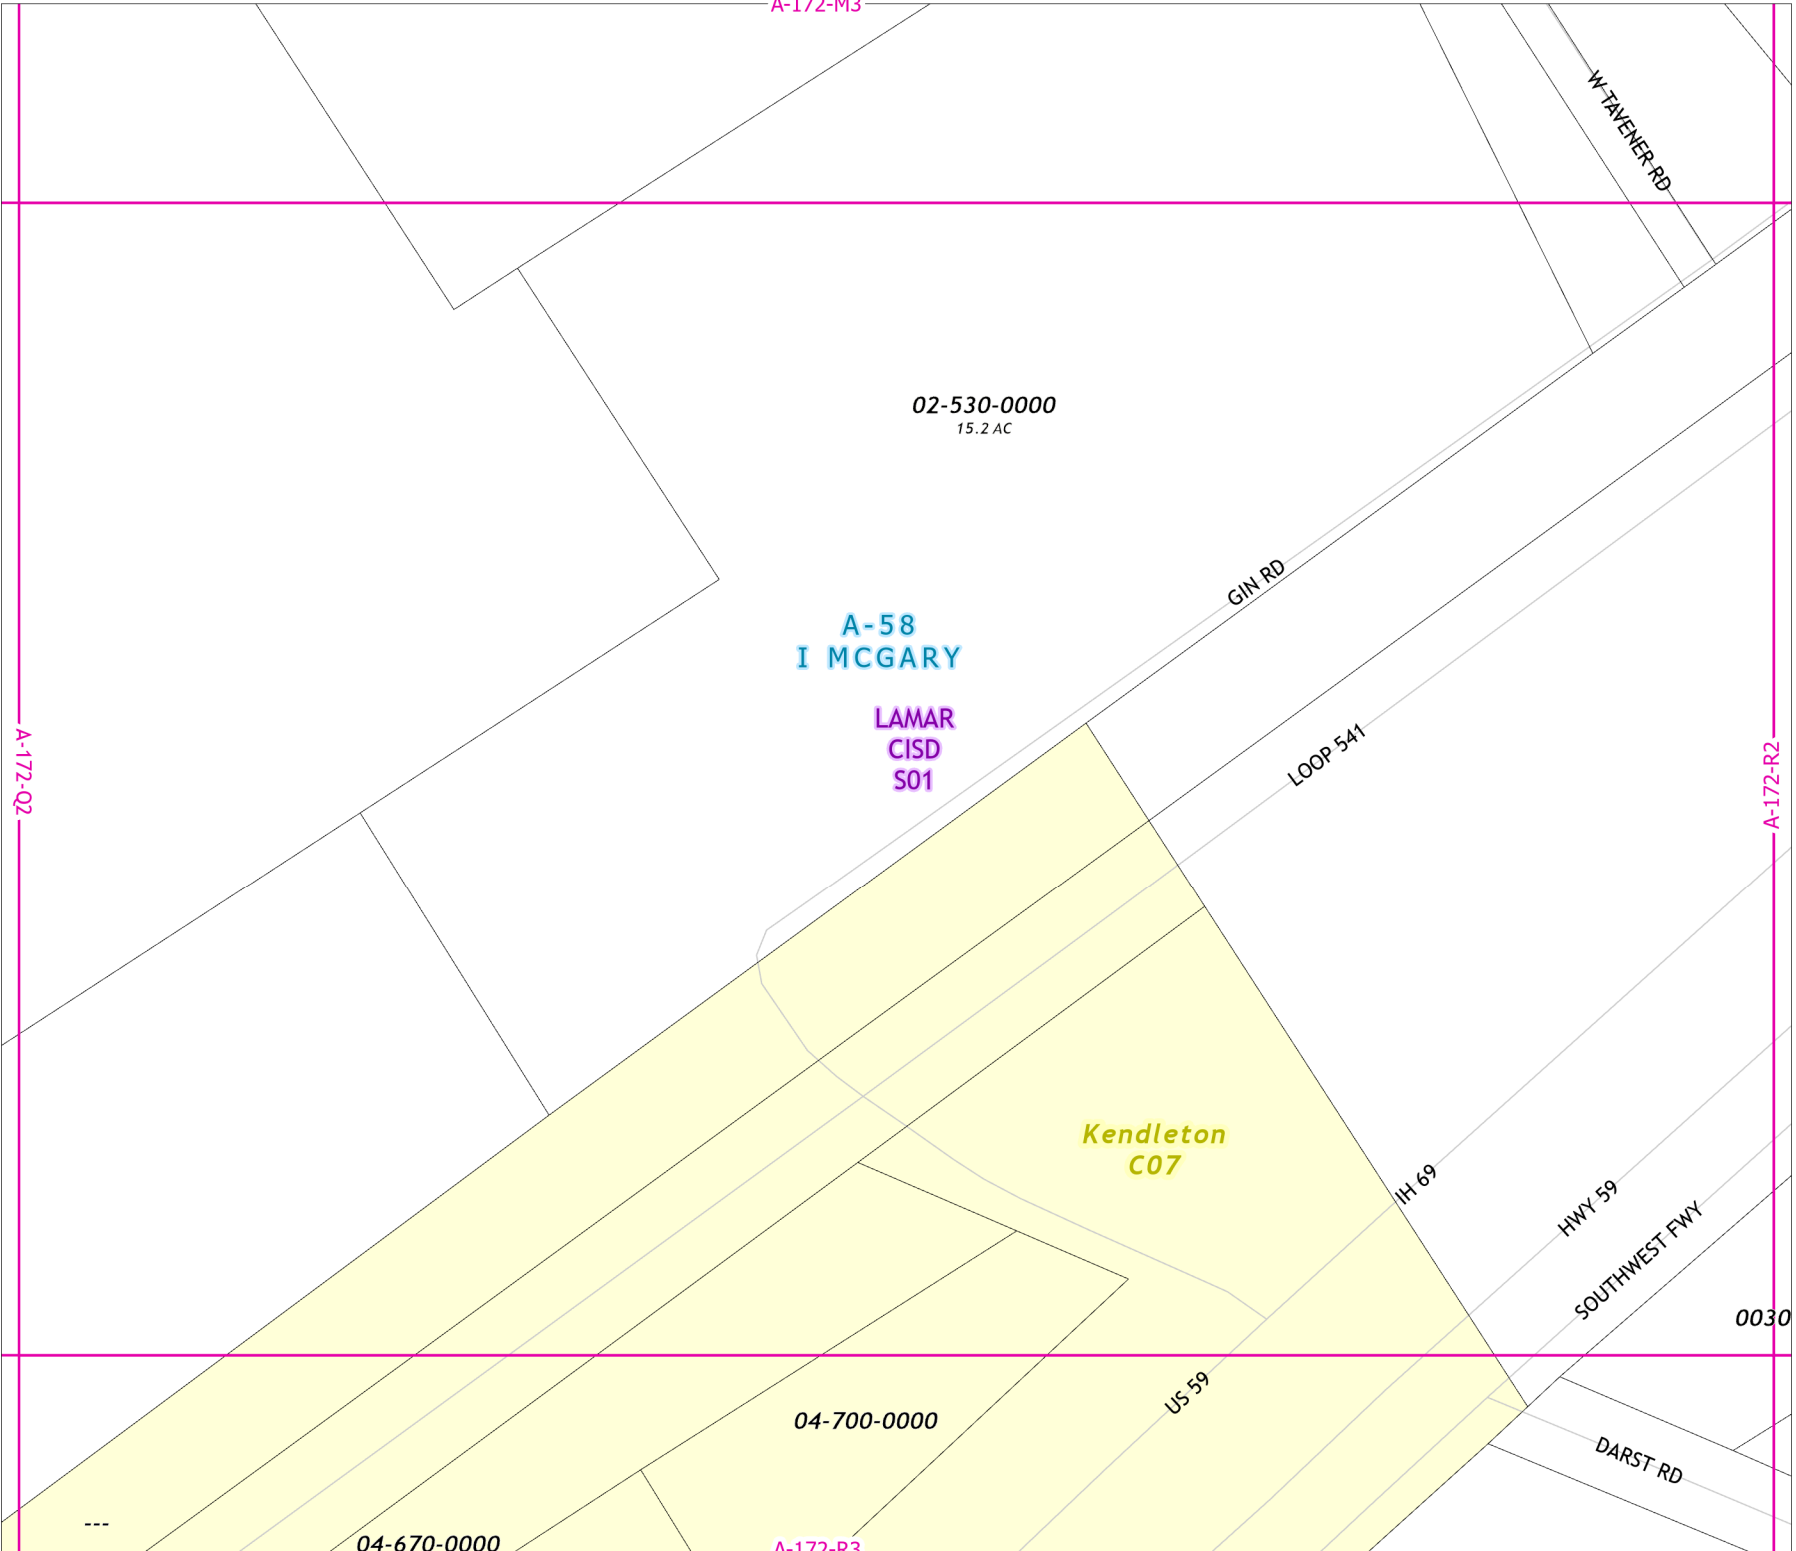 A-172-M3
W TAVENER RD
02-530-0000
15.2 AC
GIN RD
A-58
I MCGARY
LAMAR
CISD
S01
LOOP 541
A-172-Q2
A-172-R2
Kendleton
C07
IH 69
HWY 59
SOUTHWEST FWY
0030
US 59
04-700-0000
DARST RD
---
04-670-0000
A-172-R3